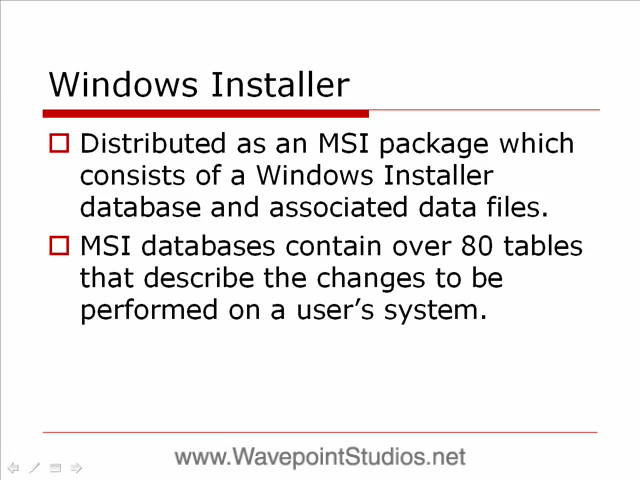 Windows Installer
Distributed as an MSI package which
consists of a Windows Installer
database and associated data files.
MSI databases contain over 80 tables
that describe the changes to be
performed on a user’s system.
www.WavepointStudios.net